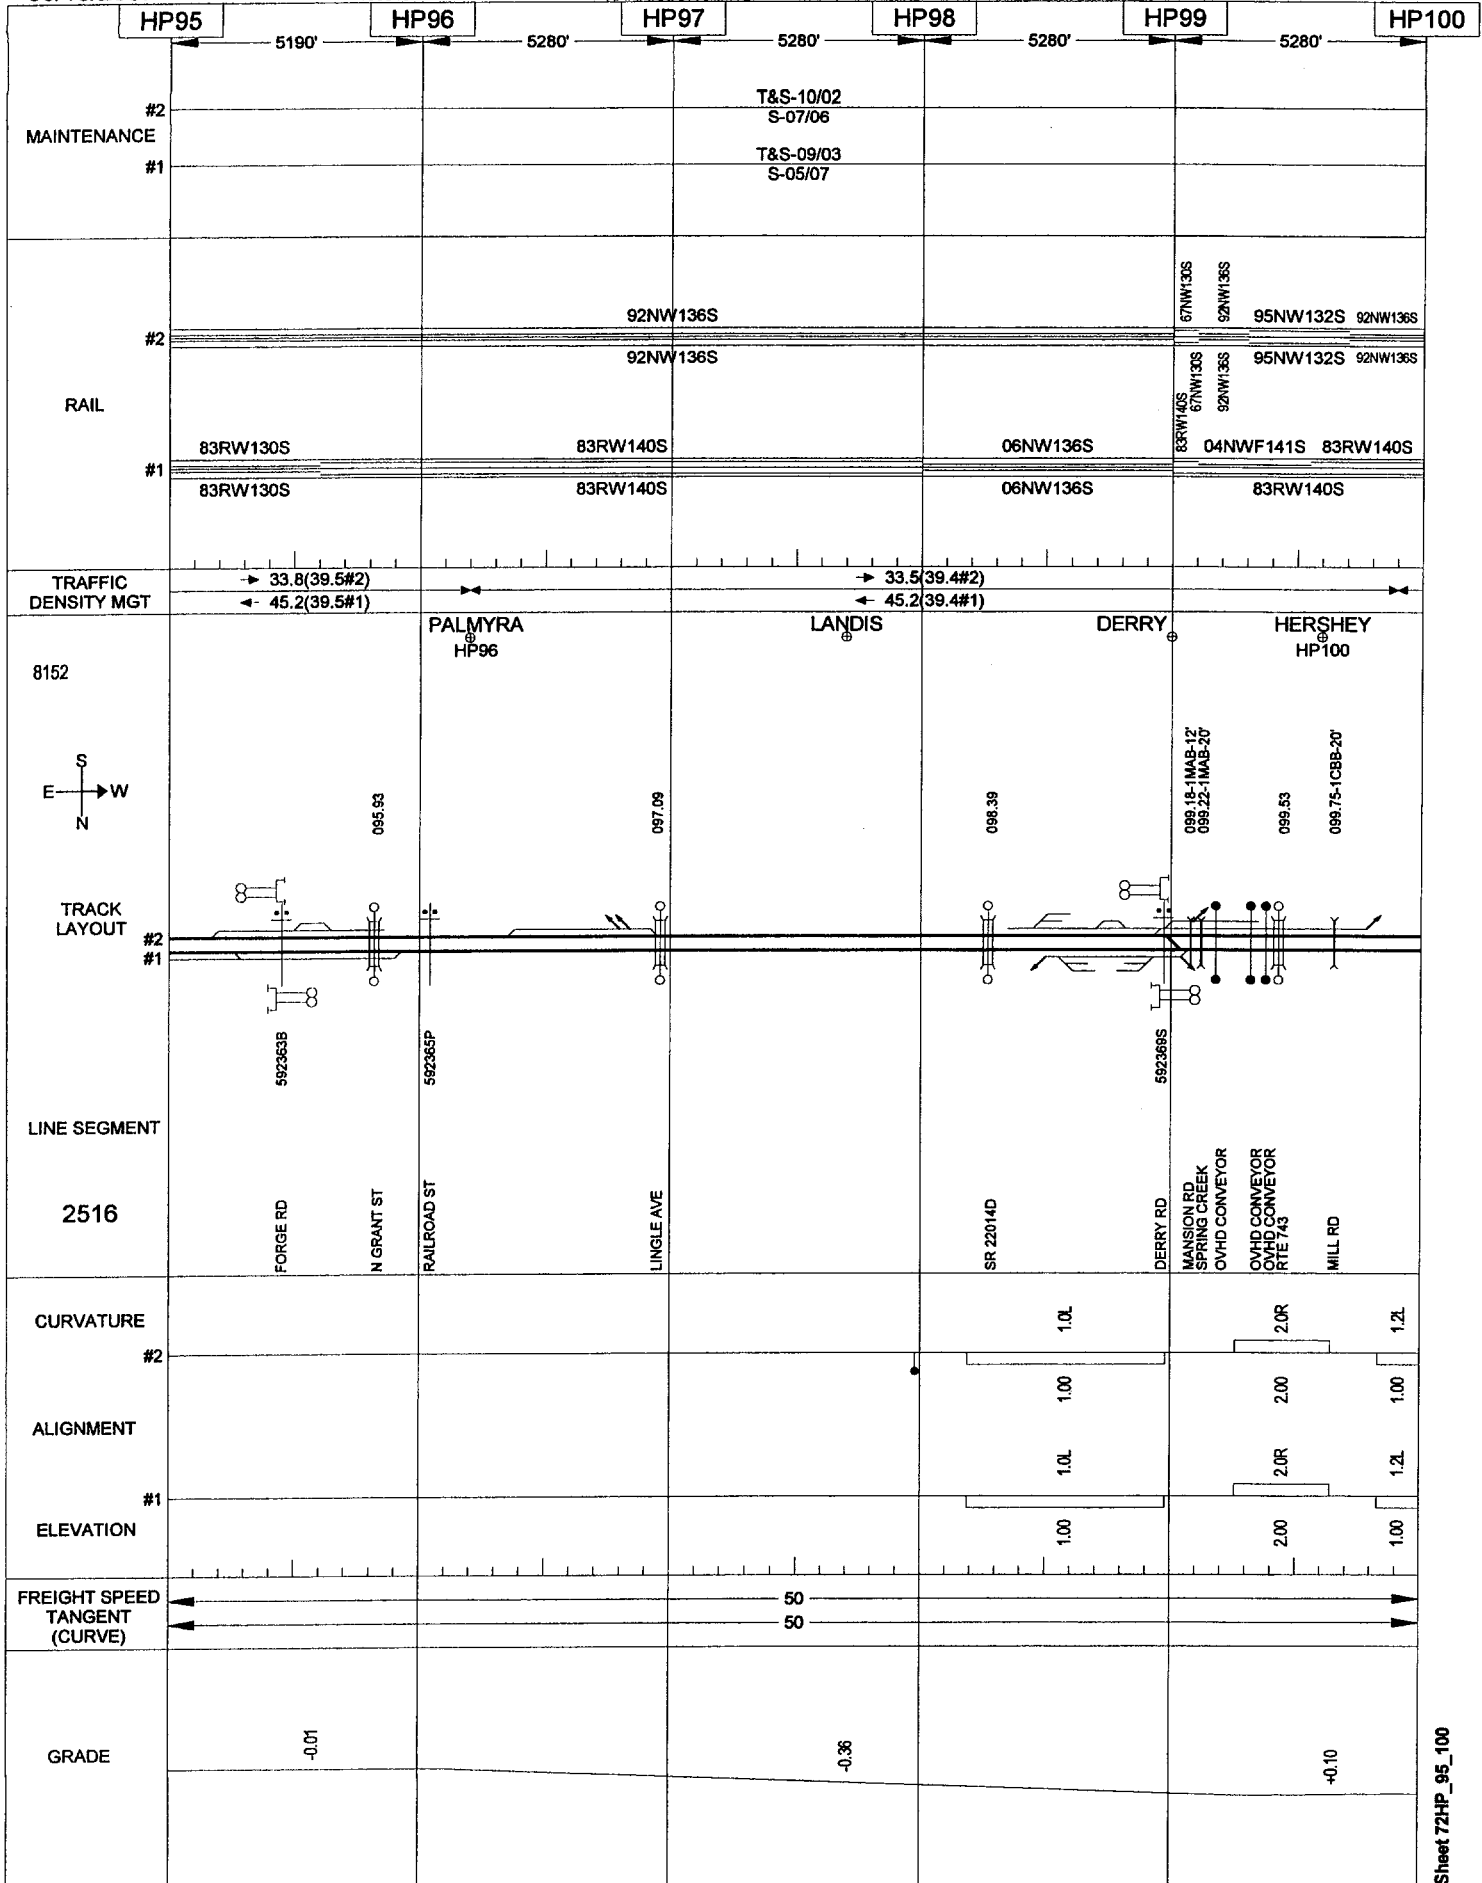 HP95 HP96 HP97 HP98 HP99 HP100
5190' 5280' 5280' 5280' 5280'
MAINTENANCE
#2
T&S-10/02
S-07/06
#1
T&S-09/03
S-05/07
RAIL
#2
92NW136S 67NW130S 92NW136S 95NW132S 92NW136S
92NW136S 67NW130S 92NW136S 95NW132S 92NW136S
#1
83RW130S 83RW140S 06NW136S 83RW140S 04NWF141S 83RW140S
83RW130S 83RW140S 06NW136S 83RW140S
TRAFFIC
DENSITY MGT
33.8(39.5#2) 33.5(39.4#2)
45.2(39.5#1) 45.2(39.4#1)
PALMYRA LANDIS DERRY HERSHEY
HP96 HP100
8152
S
E W
N
095.93
097.09
098.39
099.18-1MAB-12'
099.22-1MAB-20'
099.53
099.75-1CBB-20'
TRACK
LAYOUT
#2
#1
592363B
592365P
592369S
LINE SEGMENT
2516
FORGE RD
N GRANT ST
RAILROAD ST
LINGLE AVE
SR 22014D
DERRY RD
MANSION RD
SPRING CREEK
OVHD CONVEYOR
OVHD CONVEYOR
OVHD CONVEYOR
RTE 743
MILL RD
CURVATURE
1.0L 2.0R 1.2L
#2
1.00 2.00 1.00
ALIGNMENT
1.0L 2.0R 1.2L
#1
1.00 2.00 1.00
ELEVATION
FREIGHT SPEED
TANGENT
(CURVE)
50
50
GRADE
-0.01
-0.36
+0.10
Sheet 72HP_95_100